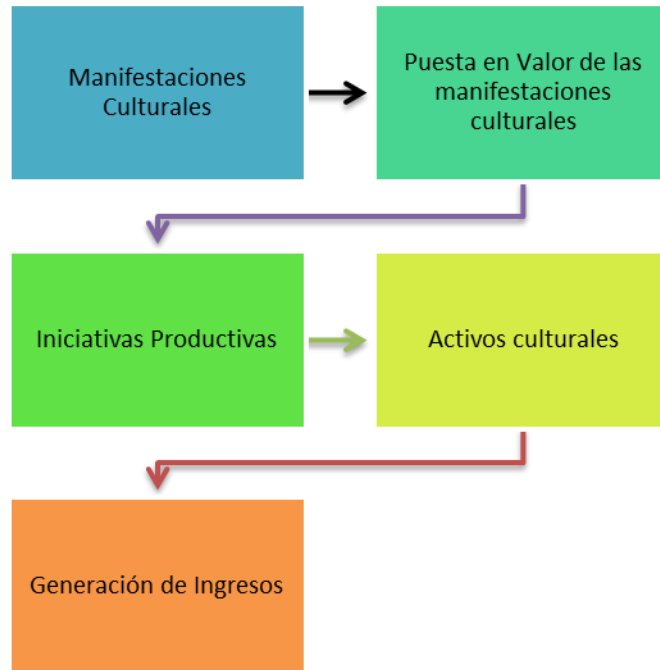 Manifestaciones
Culturales
Puesta en Valor de las
manifestaciones
culturales
Iniciativas Productivas
Activos culturales
Generación de Ingresos